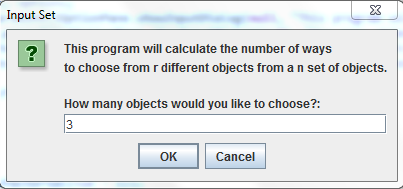 Input Set
This program will calculate the number of ways
to choose from r different objects from a n set of objects.
How many objects would you like to choose?:
3
OK
Cancel